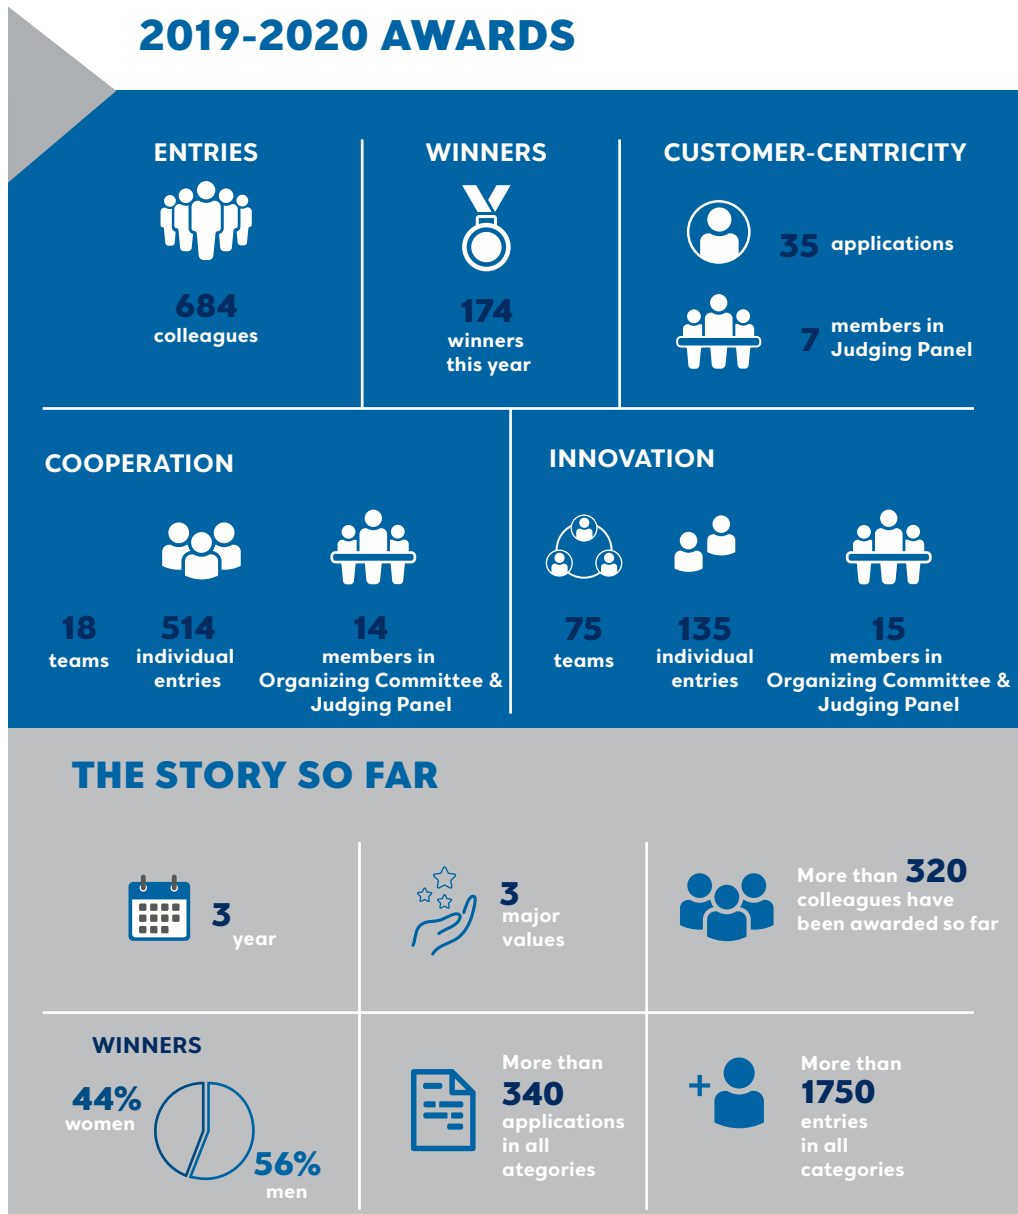 2019-2020 AWARDS
ENTRIES
684
colleagues
WINNERS
174
winners
this year
CUSTOMER-CENTRICITY
35 applications
7 members in
Judging Panel
COOPERATION
18
teams
514
individual
entries
14
members in
Organizing Committee &
Judging Panel
INNOVATION
75
teams
135
individual
entries
15
members in
Organizing Committee &
Judging Panel
THE STORY SO FAR
3
year
3
major
values
More than 320
colleagues have
been awarded so far
WINNERS
44%
women
56%
men
More than
340
applications
in all
ategories
+
More than
1750
entries
in all
categories